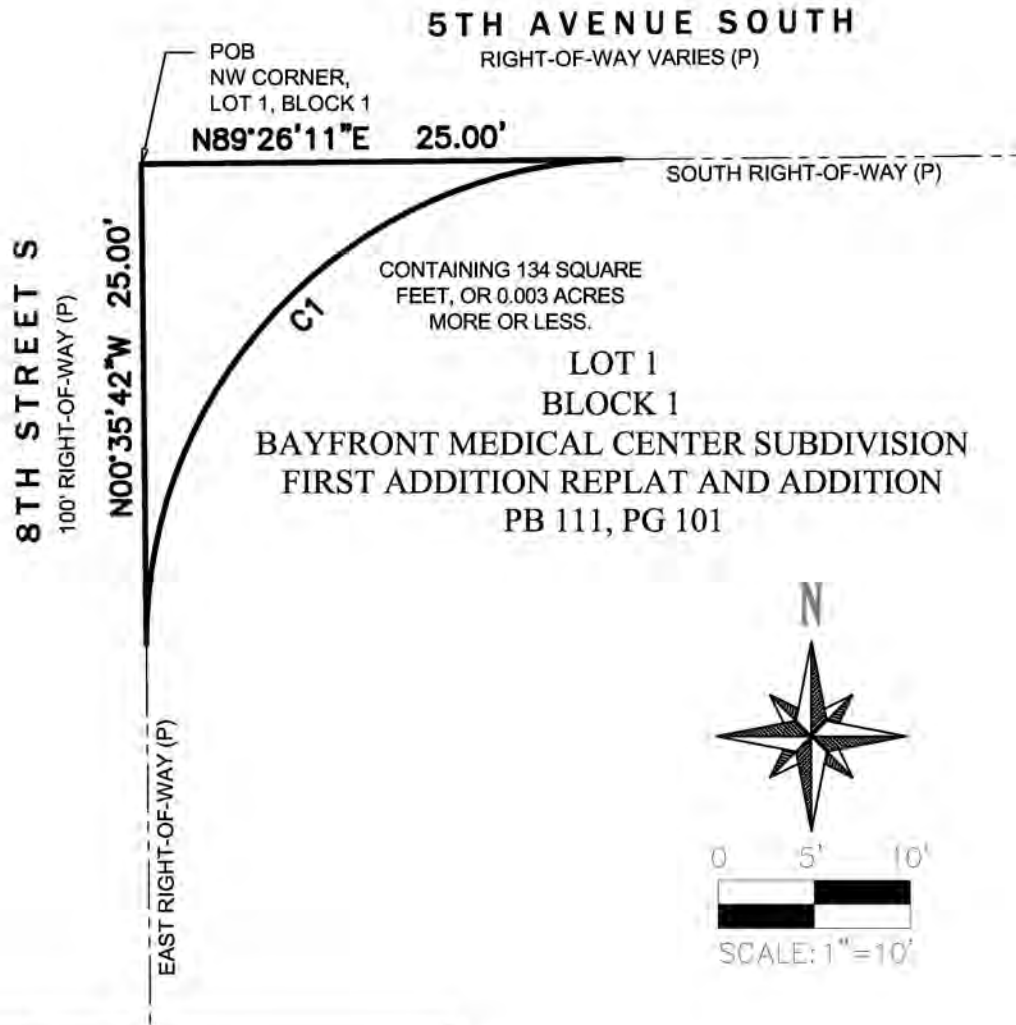 5TH AVENUE SOUTH
RIGHT-OF-WAY VARIES (P)
POB
NW CORNER,
LOT 1, BLOCK 1
N89°26'11"E 25.00'
SOUTH RIGHT-OF-WAY (P)
8TH STREET S
100' RIGHT-OF-WAY (P)
N00°35'42"W 25.00'
C1
CONTAINING 134 SQUARE
FEET, OR 0.003 ACRES
MORE OR LESS.
LOT 1
BLOCK 1
BAYFRONT MEDICAL CENTER SUBDIVISION
FIRST ADDITION REPLAT AND ADDITION
PB 111, PG 101
EAST RIGHT-OF-WAY (P)
N
0 5' 10'
SCALE: 1"=10'